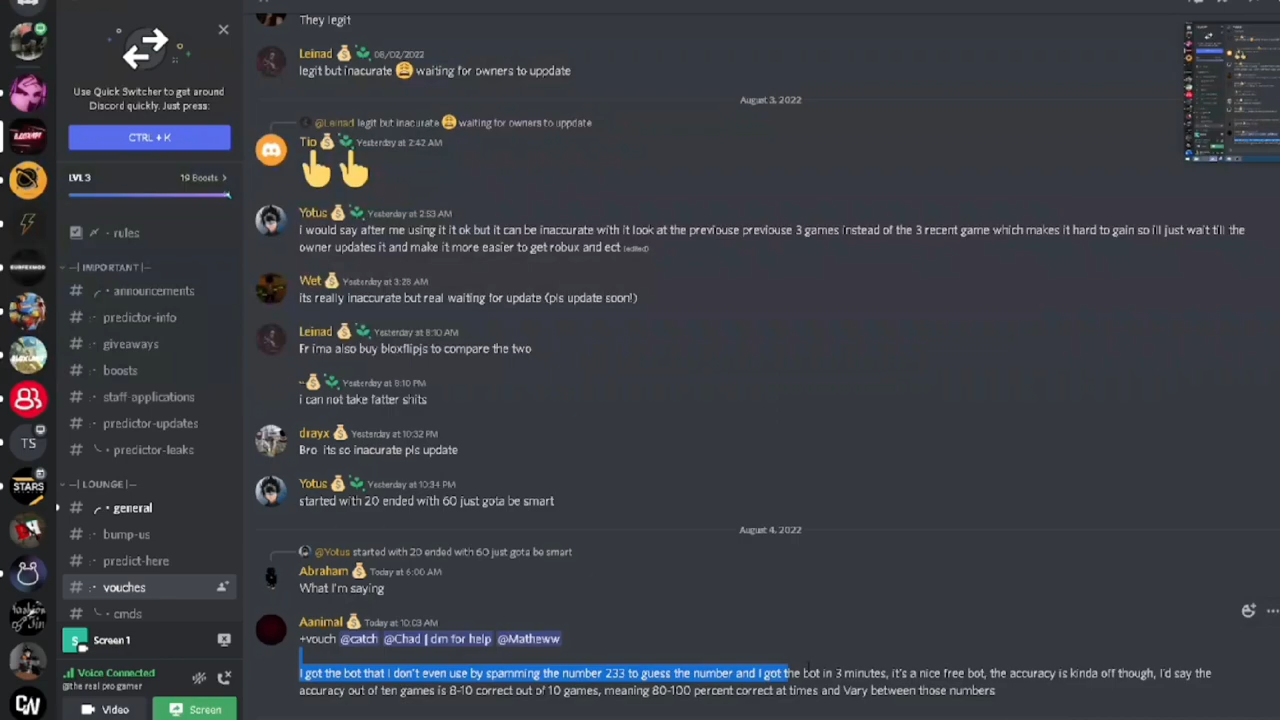 They legit
Use Quick Switcher to get around
Discord quickly. Just press:
CTRL + K
LVL 3
19 Boosts
rules
IMPORTANT
announcements
predictor-info
giveaways
boosts
staff-applications
predictor-updates
predictor-leaks
LOUNGE
general
bump-us
predict-here
vouches
cmds
Screen 1
Voice Connected
Video
Screen
TS
STARS
CW
Leinad 08/02/2022
legit but inacurate 😩 waiting for owners to uppdate
August 3, 2022
@Leinad legit but inacurate 😩 waiting for owners to uppdate
Tio Yesterday at 2:42 AM
Yotus Yesterday at 2:53 AM
i would say after me using it it ok but it can be inaccurate with it look at the previouse previouse 3 games instead of the 3 recent game which makes it hard to gain so ill just wait till the
owner updates it and make it more easier to get robux and ect (edited)
Wet Yesterday at 3:28 AM
its really inaccurate but real waiting for update (pls update soon!)
Leinad Yesterday at 8:10 AM
Fr ima also buy bloxflipjs to compare the two
Yesterday at 8:10 PM
i can not take fatter shits
drayx Yesterday at 10:32 PM
Bro its so inacurate pls update
Yotus Yesterday at 10:34 PM
started with 20 ended with 60 just gota be smart
August 4, 2022
@Yotus started with 20 ended with 60 just gota be smart
Abraham Today at 6:00 AM
What I'm saying
Aanimal Today at 10:03 AM
+vouch @catch @Chad | dm for help @Matheww
I got the bot that I don't even use by spamming the number 233 to guess the number and I got the bot in 3 minutes, it's a nice free bot, the accuracy is kinda off though, I'd say the
accuracy out of ten games is 8-10 correct out of 10 games, meaning 80-100 percent correct at times and Vary between those numbers